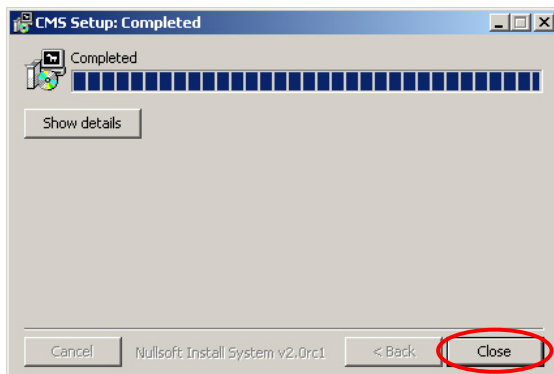 CMS Setup: Completed
Completed
Show details
Cancel
Nullsoft Install System v2.0rc1
< Back
Close